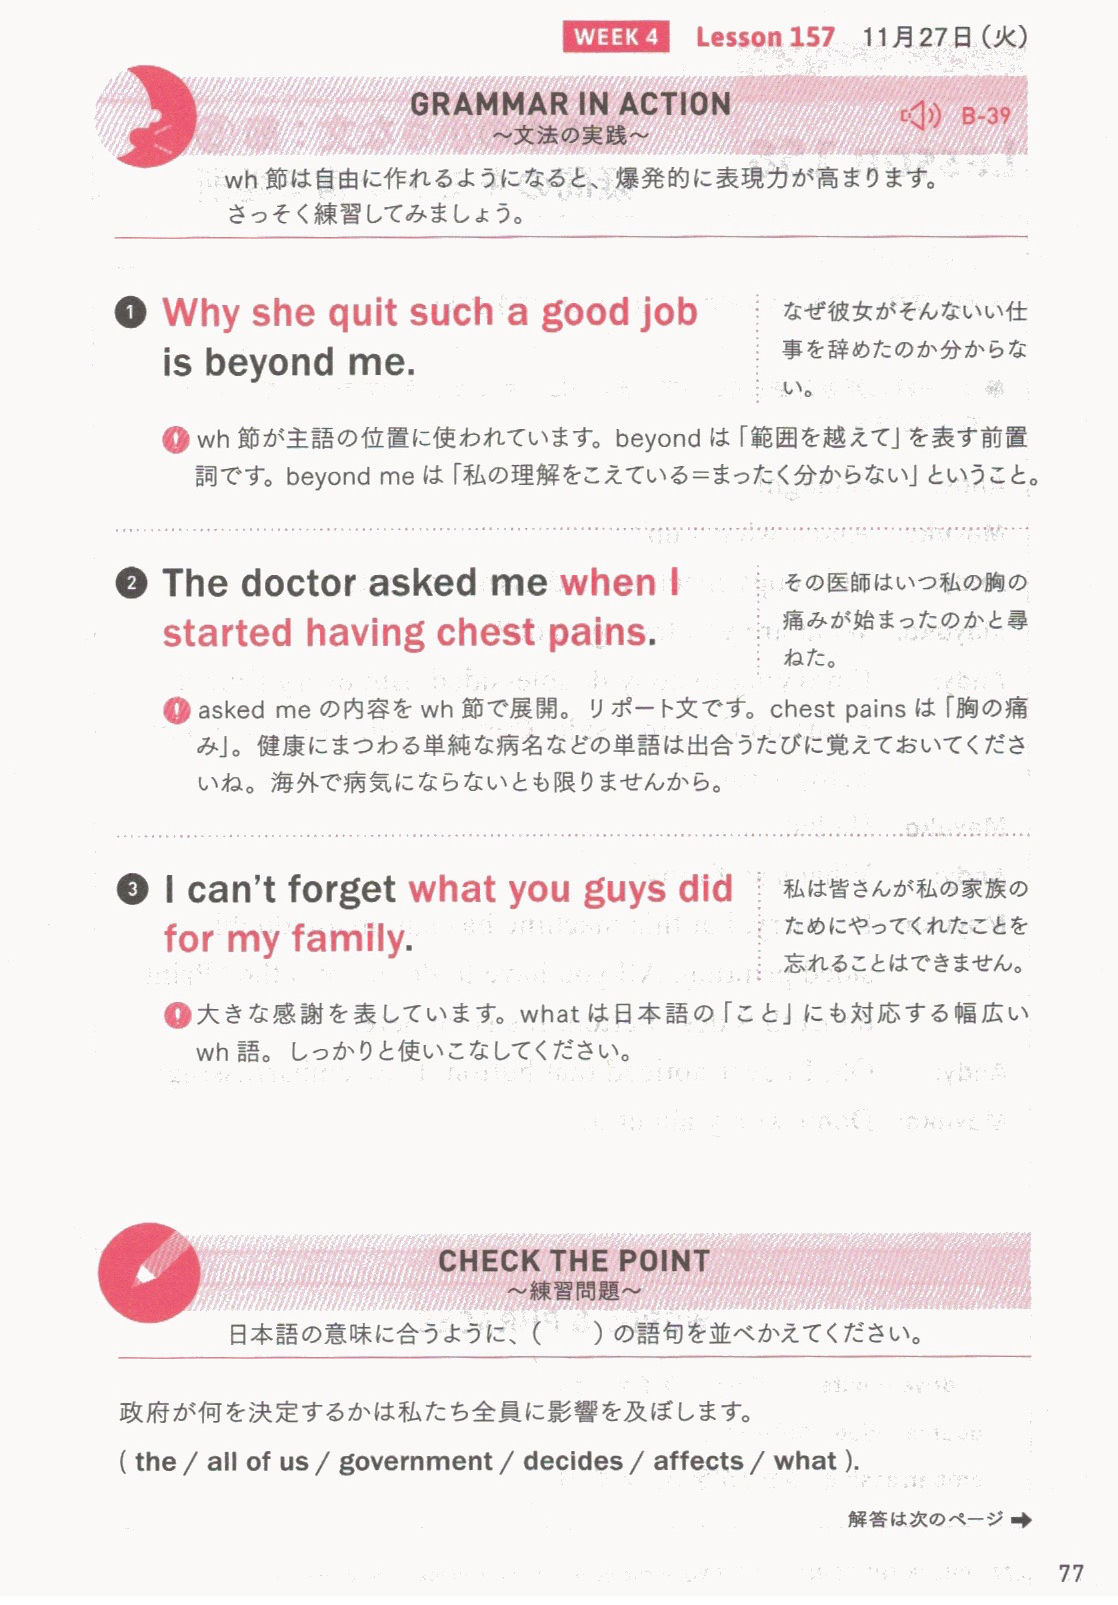 WEEK 4 Lesson 157 11月27日（火）
GRAMMAR IN ACTION
～文法の実践～
B-39
wh 節は自由に作れるようになると、爆発的に表現力が高まります。
さっそく練習してみましょう。
1 Why she quit such a good job
is beyond me.
なぜ彼女がそんないい仕
事を辞めたのか分からな
い。
wh 節が主語の位置に使われています。beyond は「範囲を越えて」を表す前置
詞です。beyond me は「私の理解をこえている＝まったく分からない」ということ。
2 The doctor asked me when I
started having chest pains.
その医師はいつ私の胸の
痛みが始まったのかと尋
ねた。
asked me の内容を wh 節で展開。リポート文です。chest pains は「胸の痛
み」。健康にまつわる単純な病名などの単語は出合うたびに覚えておいてくださ
いね。海外で病気にならないとも限りませんから。
3 I can't forget what you guys did
for my family.
私は皆さんが私の家族の
ためにやってくれたことを
忘れることはできません。
大きな感謝を表しています。what は日本語の「こと」にも対応する幅広い
wh 語。しっかりと使いこなしてください。
CHECK THE POINT
～練習問題～
日本語の意味に合うように、（　　）の語句を並べかえてください。
政府が何を決定するかは私たち全員に影響を及ぼします。
( the / all of us / government / decides / affects / what ).
解答は次のページ ➡
77